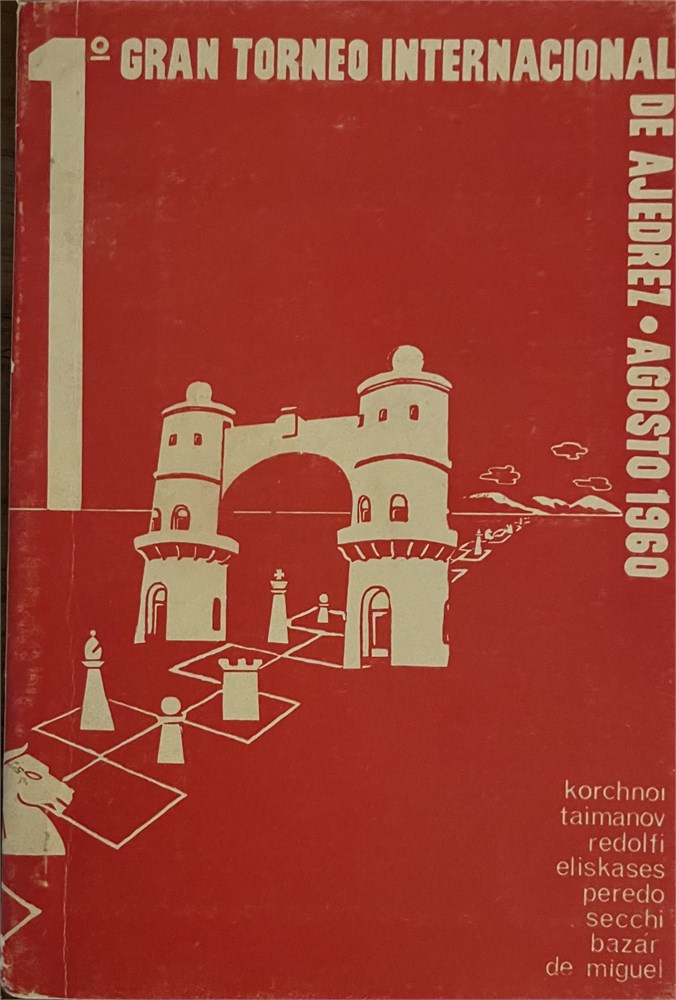 1º GRAN TORNEO INTERNACIONAL
DE AJEDREZ • AGOSTO 1960
korchnoi
taimanov
redolfi
eliskases
peredo
secchi
bazár
de miguel